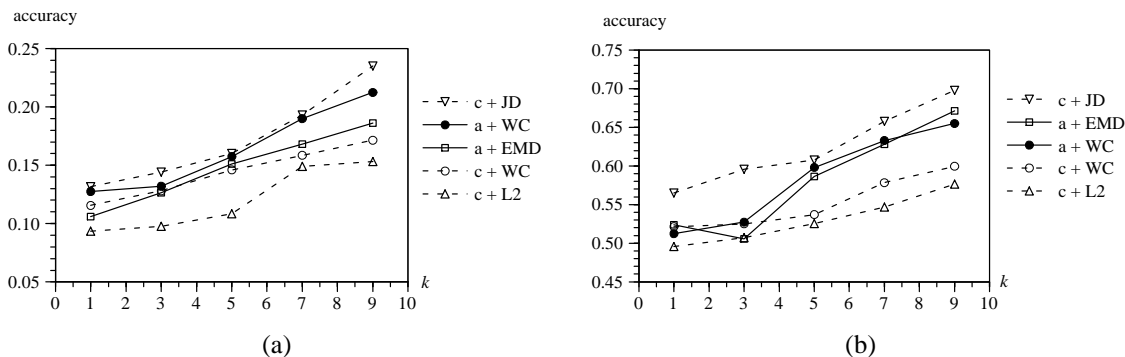 accuracy
0.25
0.20
0.15
0.10
0.05
0 1 2 3 4 5 6 7 8 9 10
k
c + JD
a + WC
a + EMD
c + WC
c + L2
(a)
accuracy
0.75
0.70
0.65
0.60
0.55
0.50
0.45
0 1 2 3 4 5 6 7 8 9 10
k
c + JD
a + EMD
a + WC
c + WC
c + L2
(b)